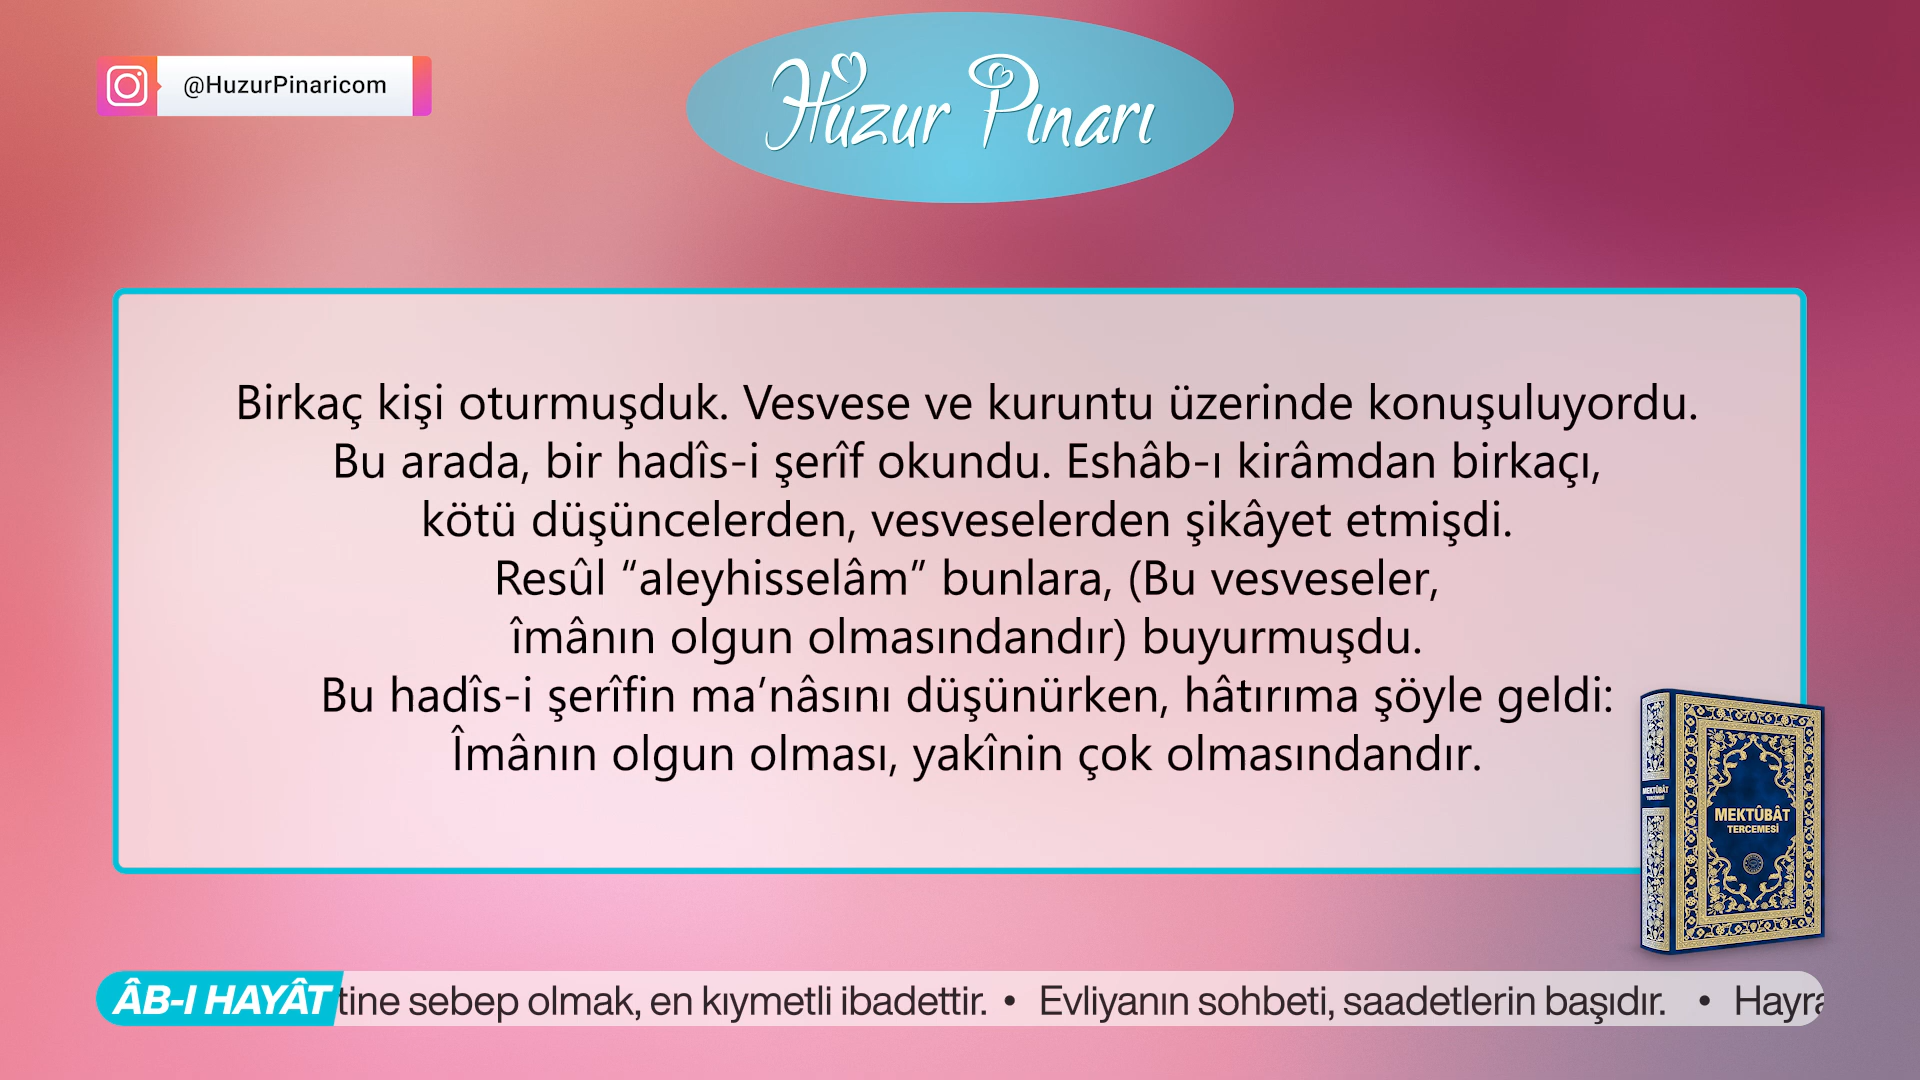 @HuzurPinaricom
Huzur Pınarı
Birkaç kişi oturmuşduk. Vesvese ve kuruntu üzerinde konuşuluyordu.
Bu arada, bir hadîs-i şerîf okundu. Eshâb-ı kirâmdan birkaçı,
kötü düşüncelerden, vesveselerden şikâyet etmişdi.
Resûl “aleyhisselâm” bunlara, (Bu vesveseler,
îmânın olgun olmasındandır) buyurmuşdu.
Bu hadîs-i şerîfin ma’nâsını düşünürken, hâtırıma şöyle geldi:
Îmânın olgun olması, yakînin çok olmasındandır.
MEKTÛBÂT
TERCEMESİ
MEKTÛBÂT
TERCEMESİ
ÂB-I HAYÂT tine sebep olmak, en kıymetli ibadettir. • Evliyanın sohbeti, saadetlerin başıdır. • Hayra